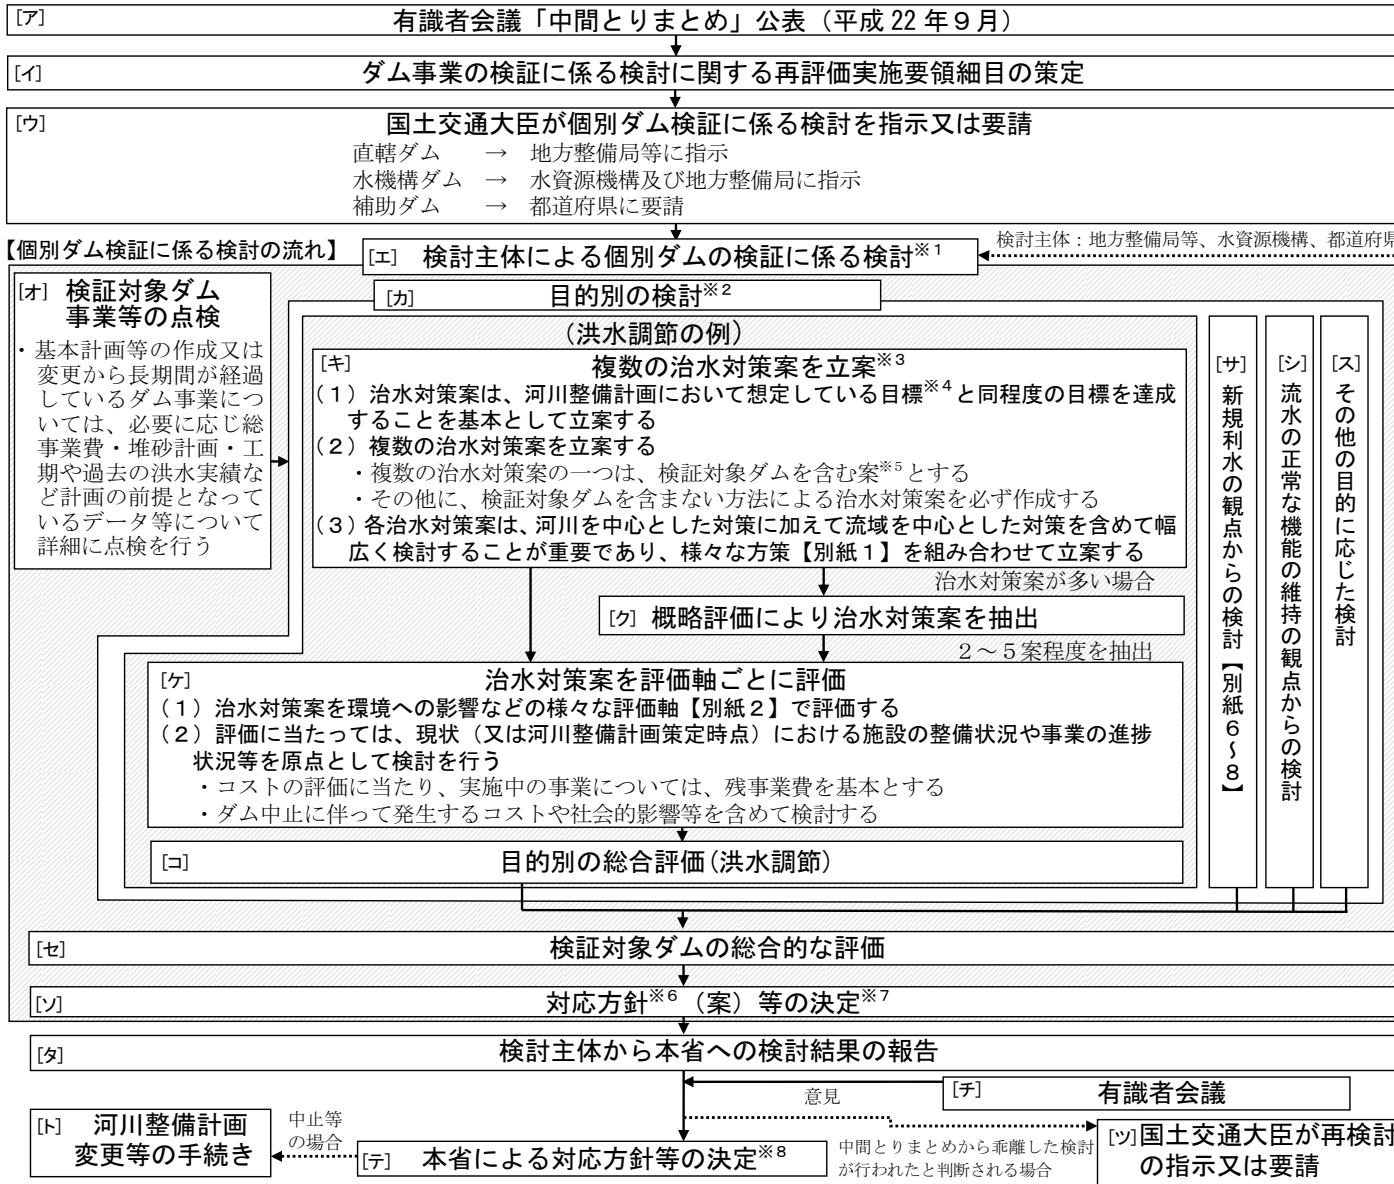 [ア] 有識者会議「中間とりまとめ」公表（平成22年９月）
[イ] ダム事業の検証に係る検討に関する再評価実施要領細目の策定
[ウ] 国土交通大臣が個別ダム検証に係る検討を指示又は要請
直轄ダム → 地方整備局等に指示
水機構ダム → 水資源機構及び地方整備局に指示
補助ダム → 都道府県に要請
【個別ダム検証に係る検討の流れ】
[エ] 検討主体による個別ダムの検証に係る検討※1
検討主体：地方整備局等、水資源機構、都道府県
[オ] 検証対象ダム
事業等の点検
・基本計画等の作成又は
変更から長期間が経過
しているダム事業につ
いては、必要に応じ総
事業費・堆砂計画・工
期や過去の洪水実績な
ど計画の前提となって
いるデータ等について
詳細に点検を行う
[カ] 目的別の検討※2
(洪水調節の例)
[キ] 複数の治水対策案を立案※3
(１) 治水対策案は、河川整備計画において想定している目標※4と同程度の目標を達成
することを基本として立案する
(２) 複数の治水対策案を立案する
・複数の治水対策案の一つは、検証対象ダムを含む案※5とする
・その他に、検証対象ダムを含まない方法による治水対策案を必ず作成する
(３) 各治水対策案は、河川を中心とした対策に加えて流域を中心とした対策を含めて幅
広く検討することが重要であり、様々な方策【別紙１】を組み合わせて立案する
治水対策案が多い場合
[ク] 概略評価により治水対策案を抽出
２～５案程度を抽出
[ケ] 治水対策案を評価軸ごとに評価
(１) 治水対策案を環境への影響などの様々な評価軸【別紙２】で評価する
(２) 評価に当たっては、現状（又は河川整備計画策定時点）における施設の整備状況や事業の進捗
状況等を原点として検討を行う
・コストの評価に当たり、実施中の事業については、残事業費を基本とする
・ダム中止に伴って発生するコストや社会的影響等を含めて検討する
[コ] 目的別の総合評価(洪水調節)
[サ] 新規利水の観点からの検討【別紙６～８】
[シ] 流水の正常な機能の維持の観点からの検討
[ス] その他の目的に応じた検討
[セ] 検証対象ダムの総合的な評価
[ソ] 対応方針※6（案）等の決定※7
[タ] 検討主体から本省への検討結果の報告
意見
[チ] 有識者会議
[ト] 河川整備計画
変更等の手続き
中止等
の場合
[テ] 本省による対応方針等の決定※8
中間とりまとめから乖離した検討
が行われたと判断される場合
[ツ] 国土交通大臣が再検討
の指示又は要請